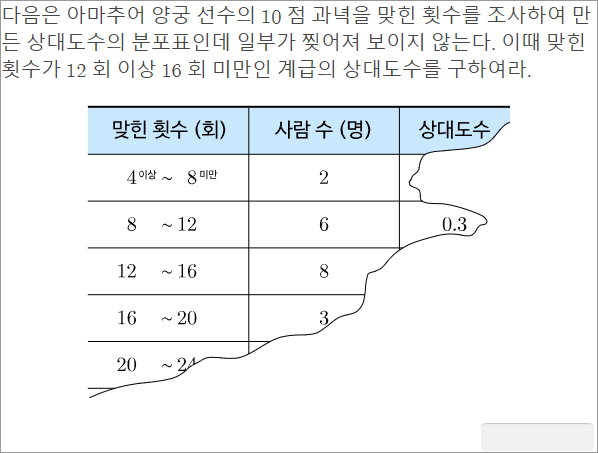 다음은 아마추어 양궁 선수의 10 점 과녁을 맞힌 횟수를 조사하여 만
든 상대도수의 분포표인데 일부가 찢어져 보이지 않는다. 이때 맞힌
횟수가 12 회 이상 16 회 미만인 계급의 상대도수를 구하여라.
맞힌 횟수 (회) 사람 수 (명) 상대도수
4이상 ~ 8미만 2
8 ~ 12 6 0.3
12 ~ 16 8
16 ~ 20 3
20 ~ 24